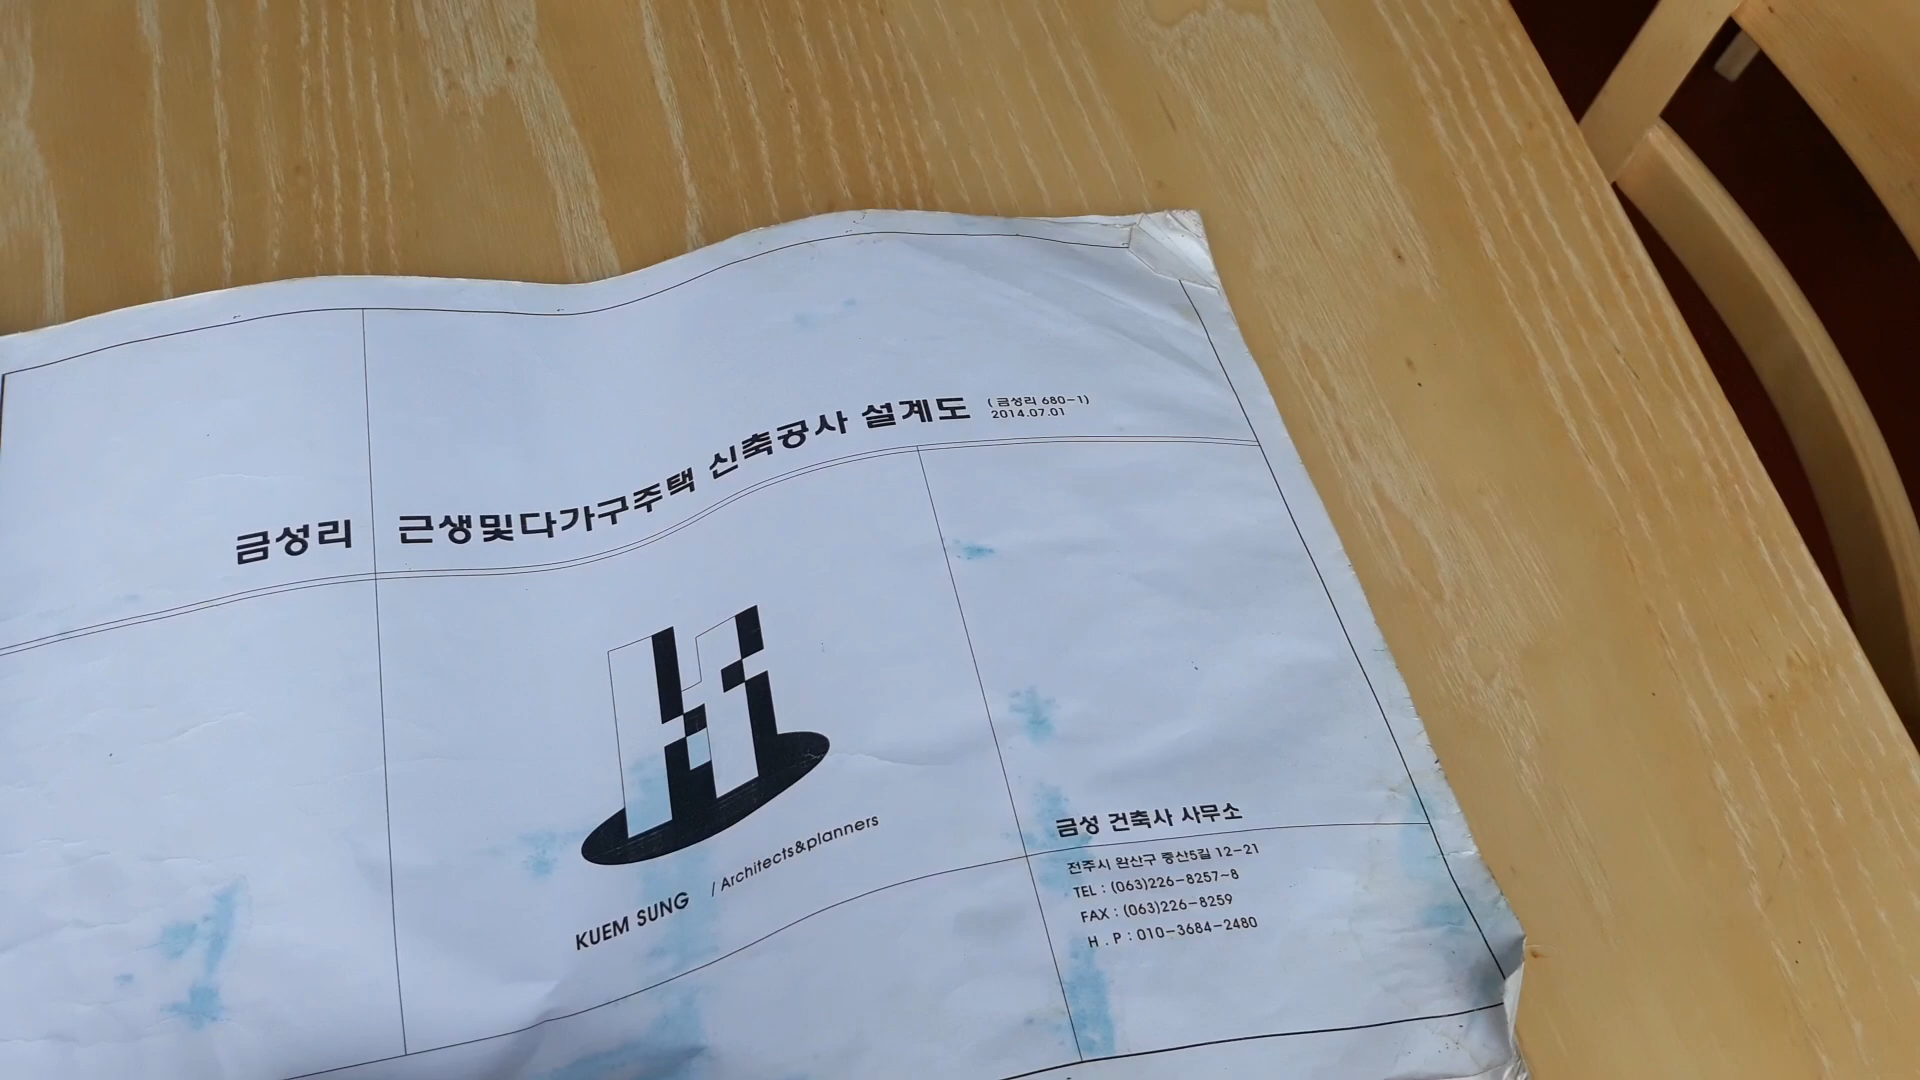 금성리 근생및다가구주택 신축공사 설계도 (금성리 680-1)
2014.07.01
KUEM SUNG / Architects&planners
금성 건축사 사무소
전주시 완산구 중산5길 12-21
TEL : (063)226-8257~8
FAX : (063)226-8259
H . P : 010-3684-2480